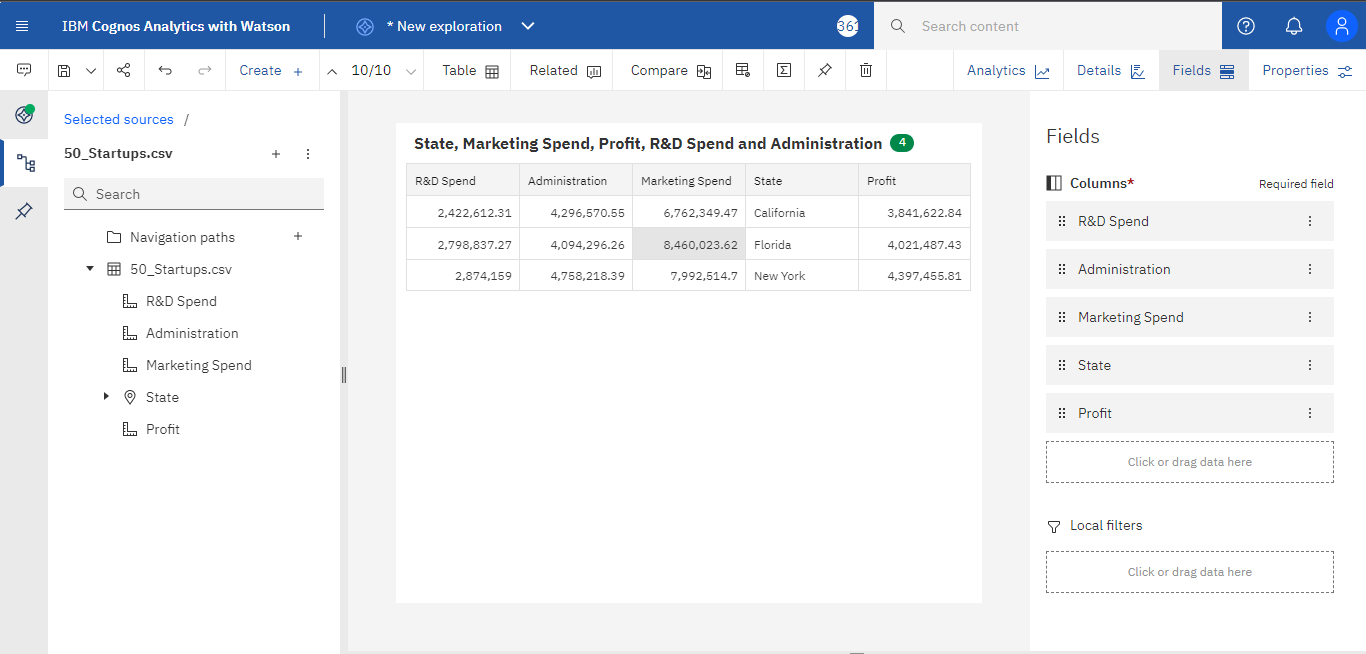 IBM Cognos Analytics with Watson
* New exploration
361
Search content
Create +
10/10
Table
Related
Compare
Analytics
Details
Fields
Properties
Selected sources /
50_Startups.csv
Search
Navigation paths
50_Startups.csv
R&D Spend
Administration
Marketing Spend
State
Profit
State, Marketing Spend, Profit, R&D Spend and Administration 4
R&D Spend Administration Marketing Spend State Profit
2,422,612.31 4,296,570.55 6,762,349.47 California 3,841,622.84
2,798,837.27 4,094,296.26 8,460,023.62 Florida 4,021,487.43
2,874,159 4,758,218.39 7,992,514.7 New York 4,397,455.81
Fields
Columns* Required field
R&D Spend
Administration
Marketing Spend
State
Profit
Click or drag data here
Local filters
Click or drag data here